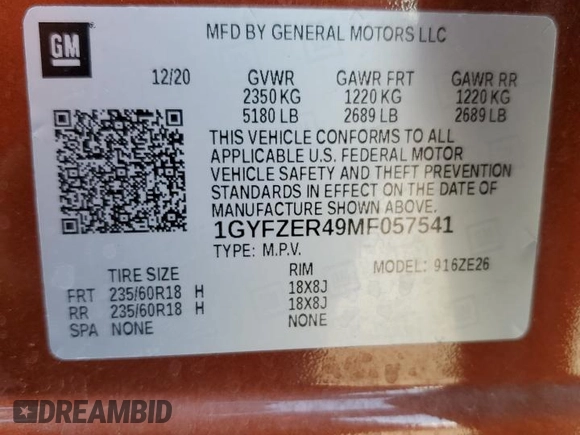 GM
MFD BY GENERAL MOTORS LLC
12/20 GVWR GAWR FRT GAWR RR
2350 KG 1220 KG 1220 KG
5180 LB 2689 LB 2689 LB
THIS VEHICLE CONFORMS TO ALL
APPLICABLE U.S. FEDERAL MOTOR
VEHICLE SAFETY AND THEFT PREVENTION
STANDARDS IN EFFECT ON THE DATE OF
MANUFACTURE SHOWN ABOVE.
1GYFZER49MF057541
TYPE: M.P.V. MODEL: 916ZE26
TIRE SIZE RIM
FRT 235/60R18 H 18X8J
RR 235/60R18 H 18X8J
SPA NONE NONE
DREAMBID